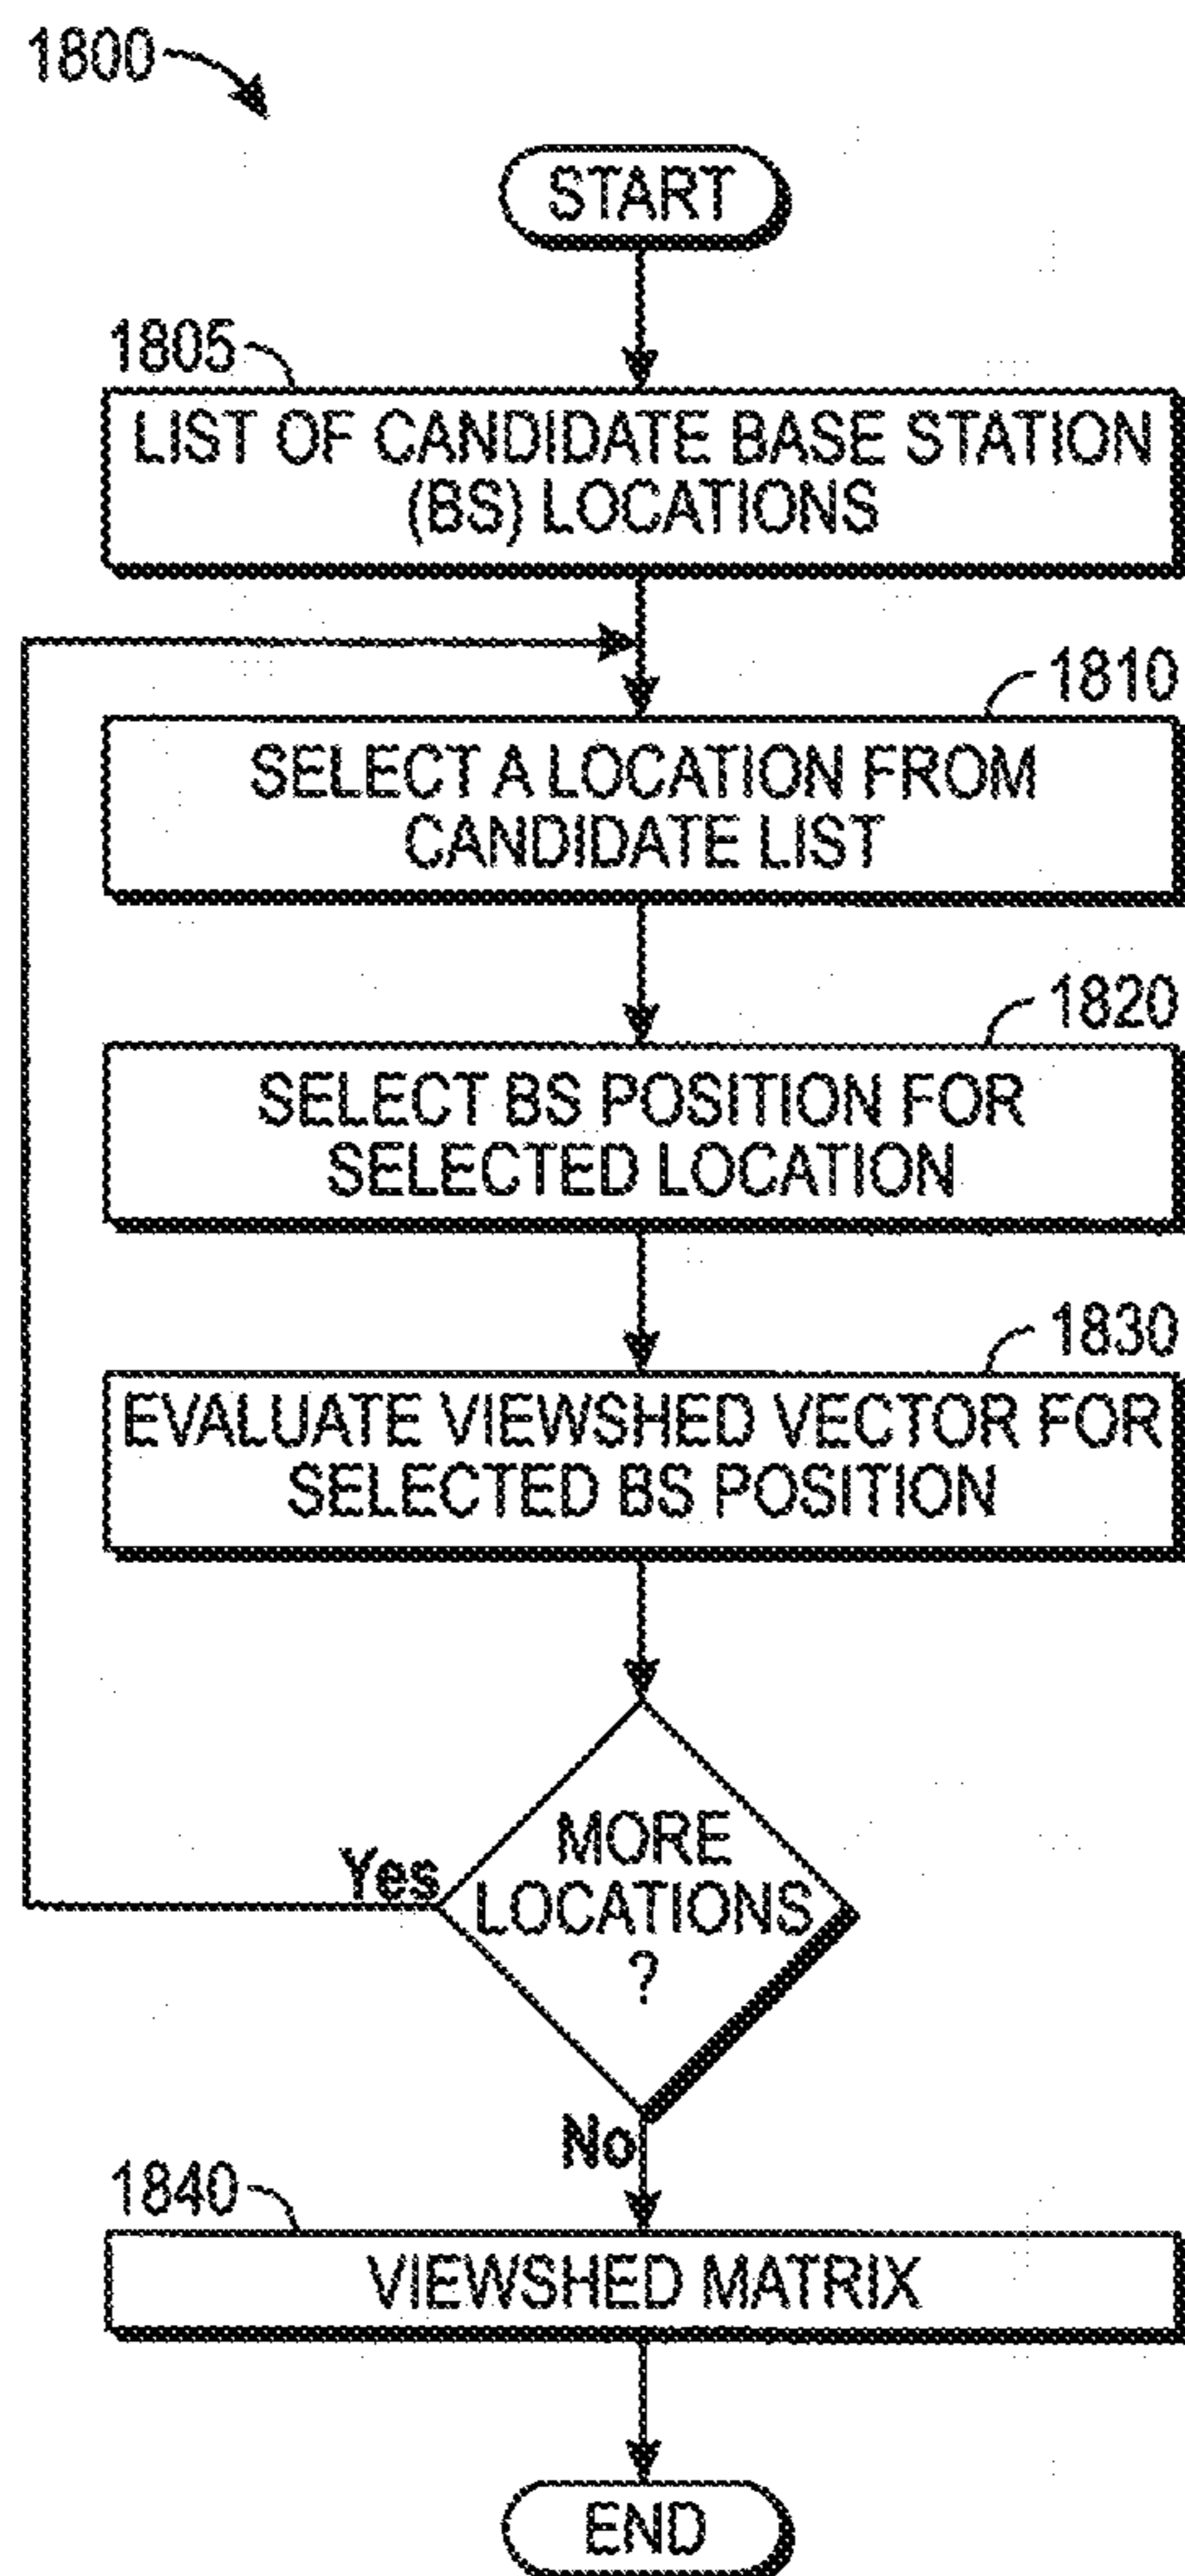 1800
START
1805
LIST OF CANDIDATE BASE STATION
(BS) LOCATIONS
1810
SELECT A LOCATION FROM
CANDIDATE LIST
1820
SELECT BS POSITION FOR
SELECTED LOCATION
1830
EVALUATE VIEWSHED VECTOR FOR
SELECTED BS POSITION
MORE
LOCATIONS
?
Yes
No
1840
VIEWSHED MATRIX
END